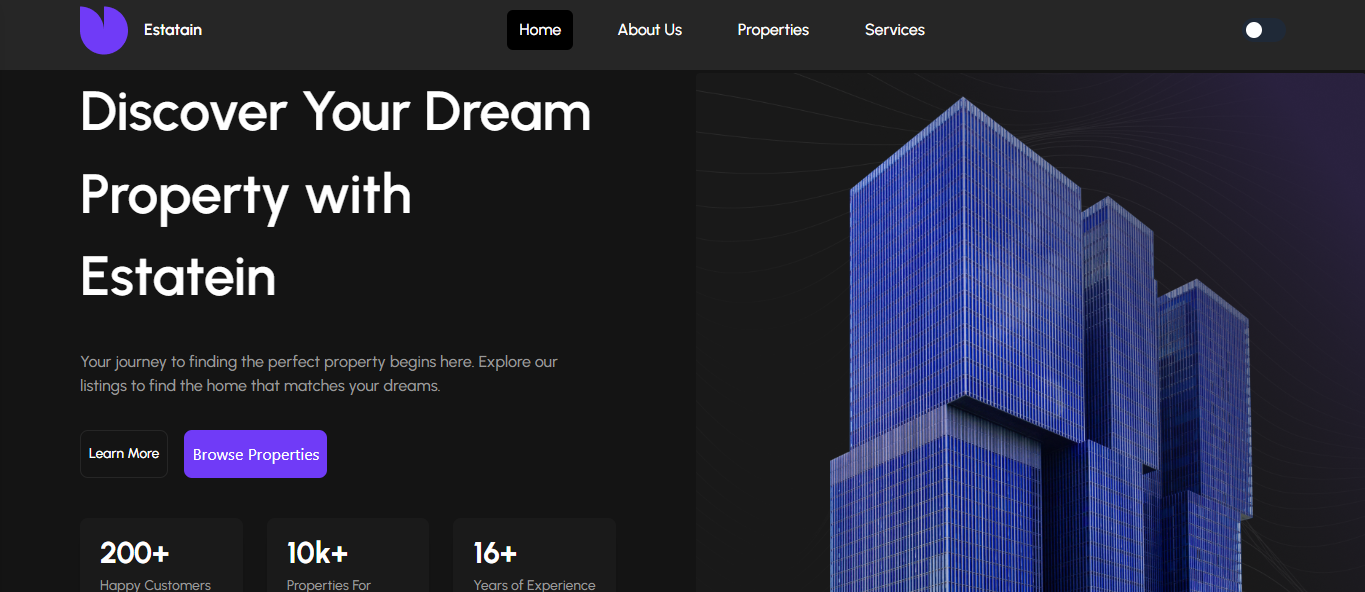 Estatain
Home
About Us
Properties
Services
Discover Your Dream
Property with
Estatein
Your journey to finding the perfect property begins here. Explore our
listings to find the home that matches your dreams.
Learn More
Browse Properties
200+
Happy Customers
10k+
Properties For
16+
Years of Experience